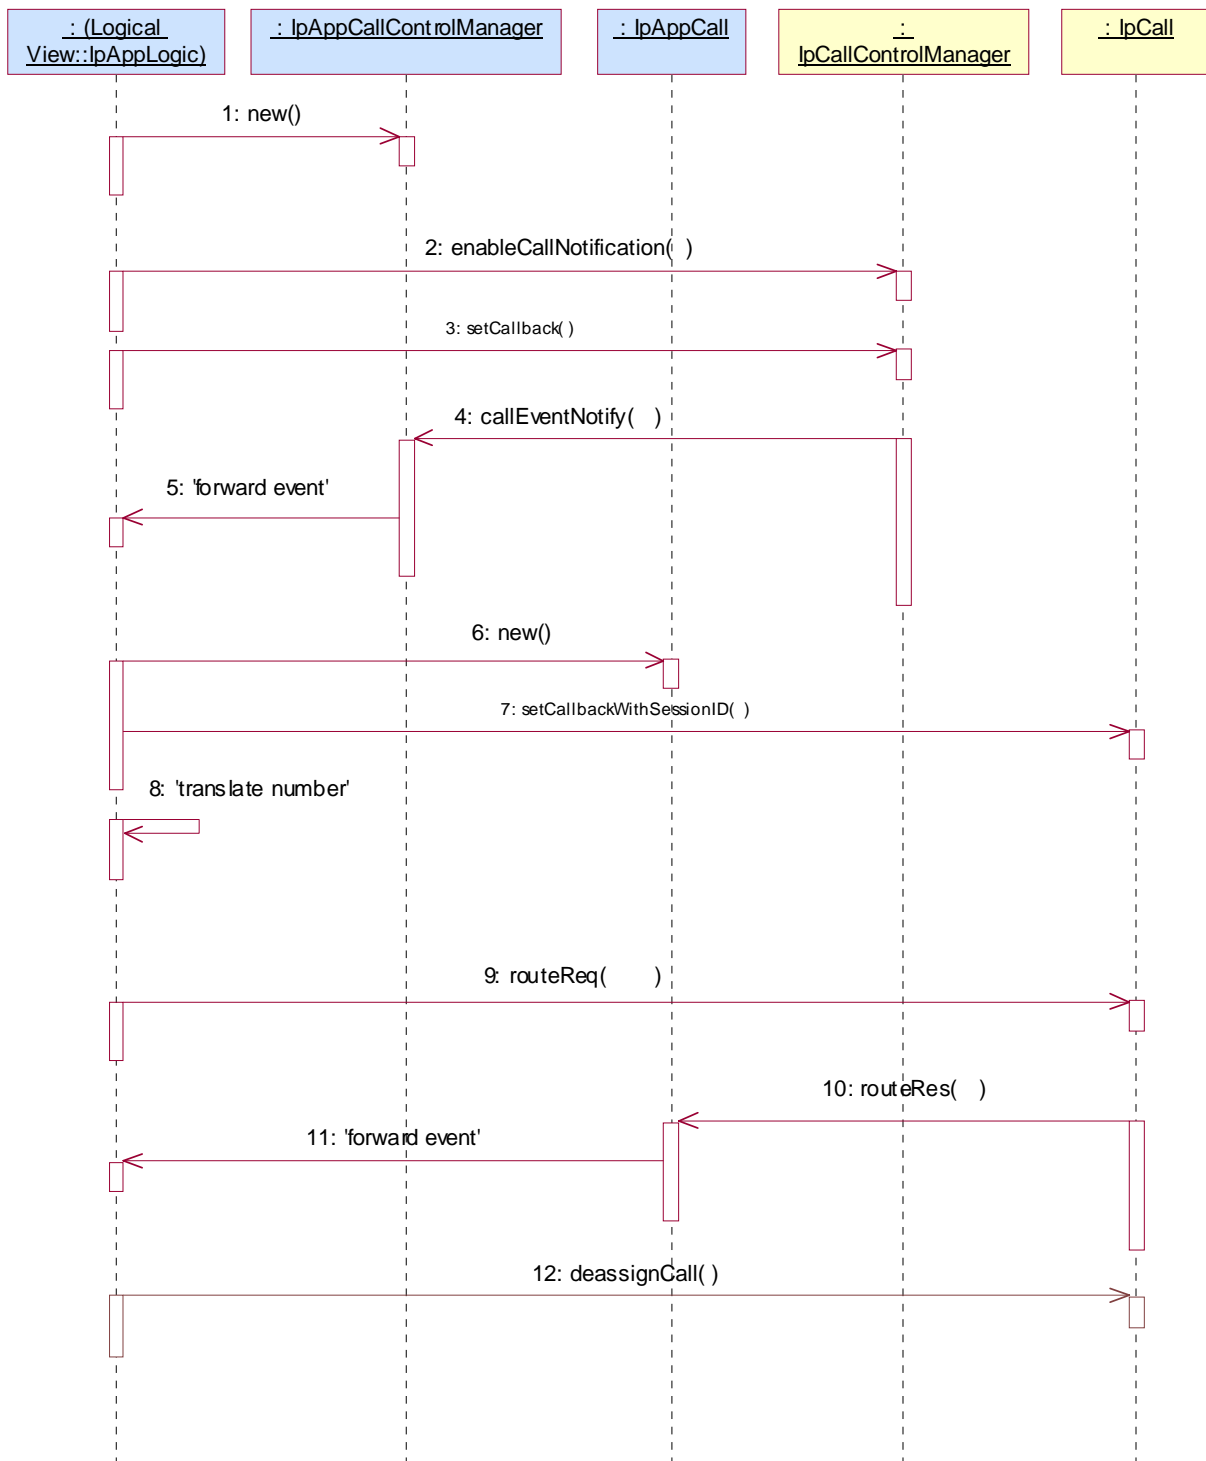 : (Logical
View::IpAppLogic)
: IpAppCallControlManager
: IpAppCall
:
IpCallControlManager
: IpCall
1: new()
2: enableCallNotification( )
3: setCallback( )
4: callEventNotify( )
5: 'forward event'
6: new()
7: setCallbackWithSessionID( )
8: 'translate number'
9: routeReq( )
10: routeRes( )
11: 'forward event'
12: deassignCall( )